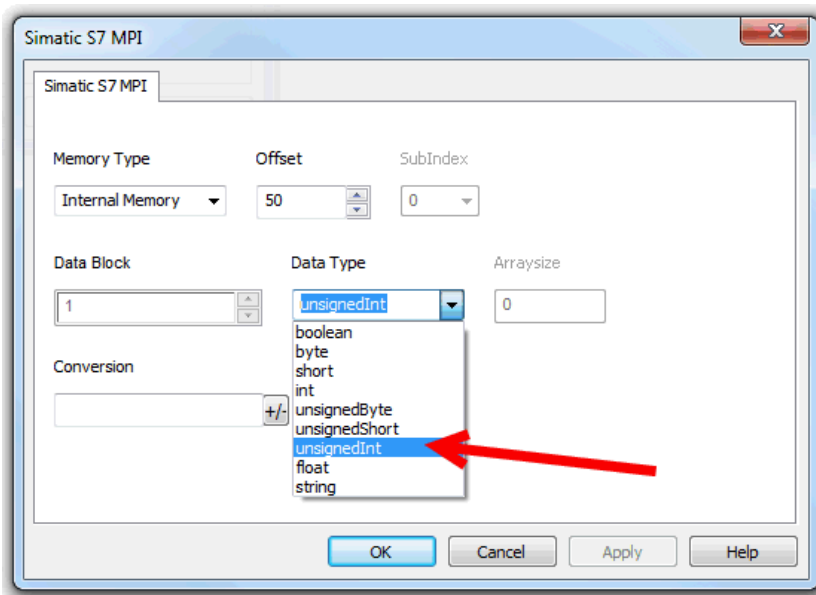 Simatic S7 MPI
Simatic S7 MPI
Memory Type Offset SubIndex
Internal Memory 50 0
Data Block Data Type Arraysize
1 unsignedInt 0
boolean
byte
short
Conversion
int
+/- unsignedByte
unsignedShort
unsignedInt
float
string
OK Cancel Apply Help